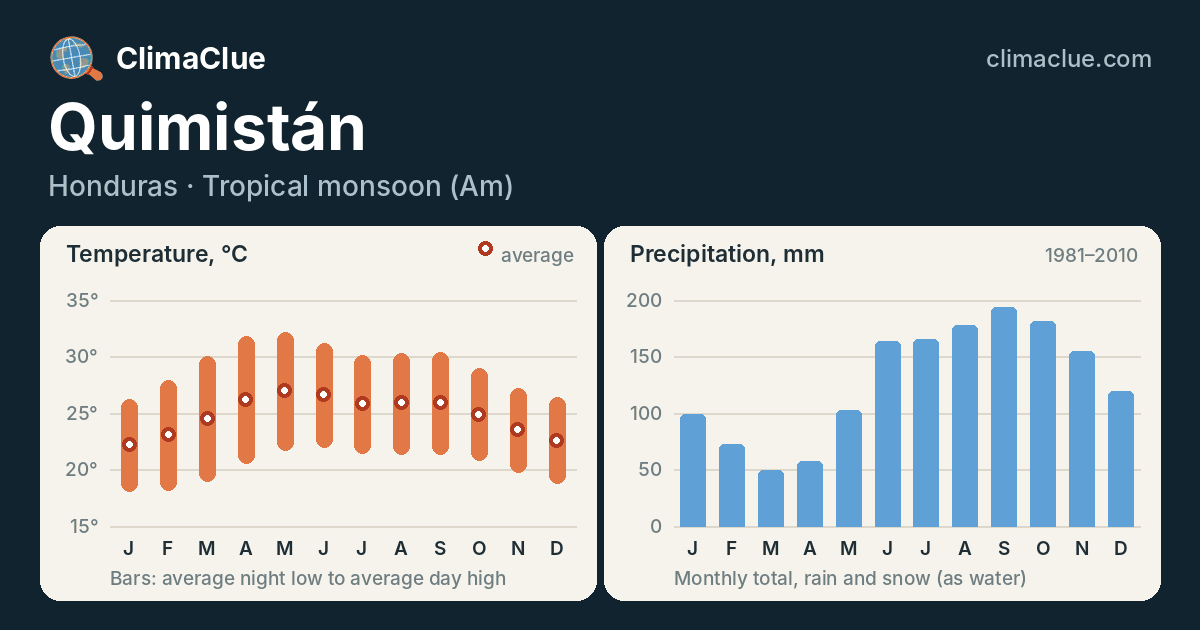 ClimaClue
climaclue.com
Quimistán
Honduras · Tropical monsoon (Am)
Temperature, °C
average
35°
30°
25°
20°
15°
J F M A M J J A S O N D
Bars: average night low to average day high
Precipitation, mm
1981–2010
200
150
100
50
0
J F M A M J J A S O N D
Monthly total, rain and snow (as water)